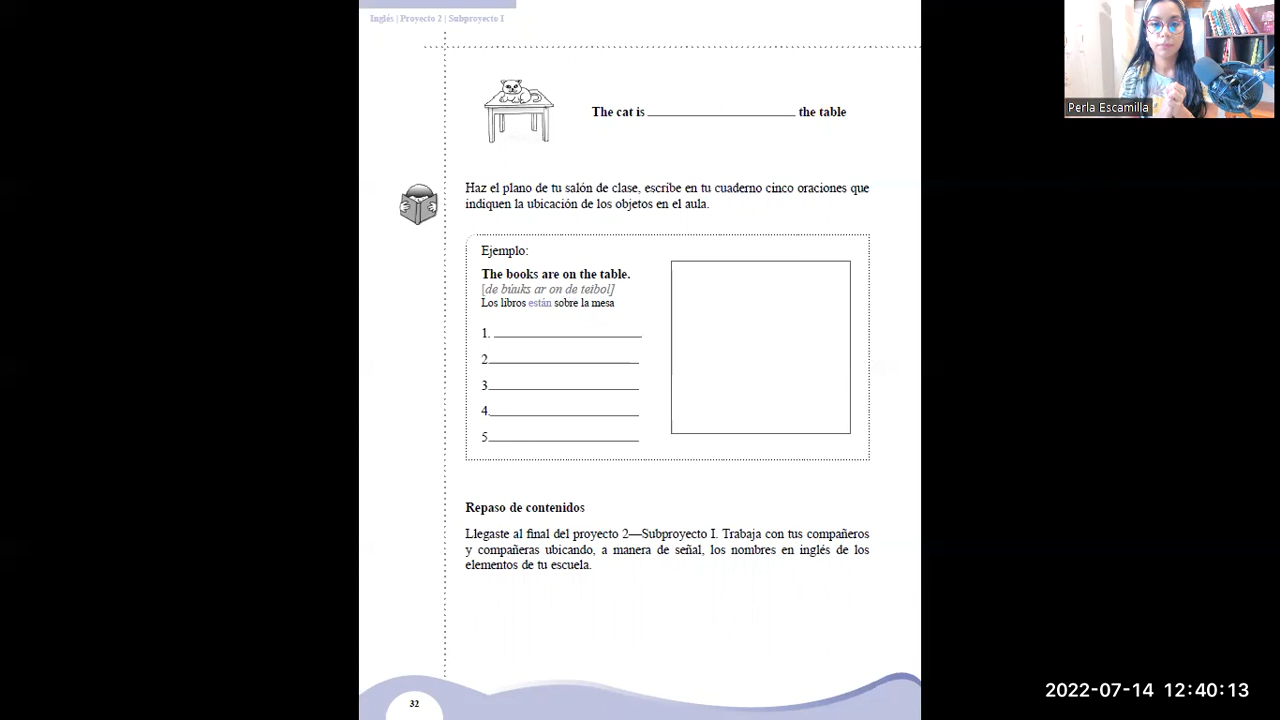 Inglés | Proyecto 2 | Subproyecto I
The cat is ____________________ the table
Haz el plano de tu salón de clase, escribe en tu cuaderno cinco oraciones que
indiquen la ubicación de los objetos en el aula.
Ejemplo:
The books are on the table.
[de búuks ar on de teibol]
Los libros están sobre la mesa
1. ____________________
2____________________
3____________________
4____________________
5____________________
Repaso de contenidos
Llegaste al final del proyecto 2—Subproyecto I. Trabaja con tus compañeros
y compañeras ubicando, a manera de señal, los nombres en inglés de los
elementos de tu escuela.
32
Perla Escamilla
2022-07-14 12:40:13